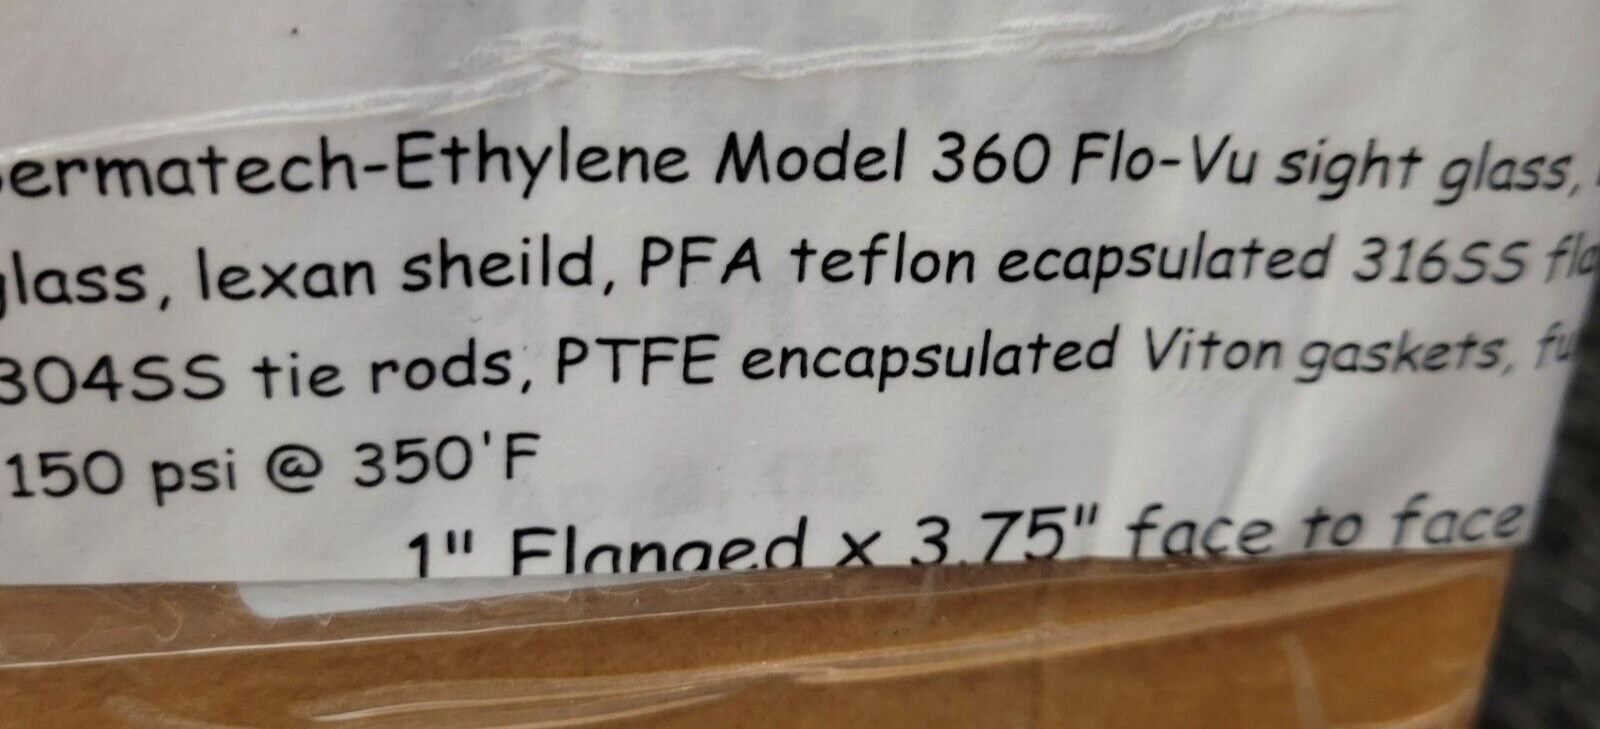 ermatech-Ethylene Model 360 Flo-Vu sight glass,
glass, lexan sheild, PFA teflon ecapsulated 316SS
304SS tie rods, PTFE encapsulated Viton gaskets,
150 psi @ 350'F
1" Flanged x 3.75" face to face